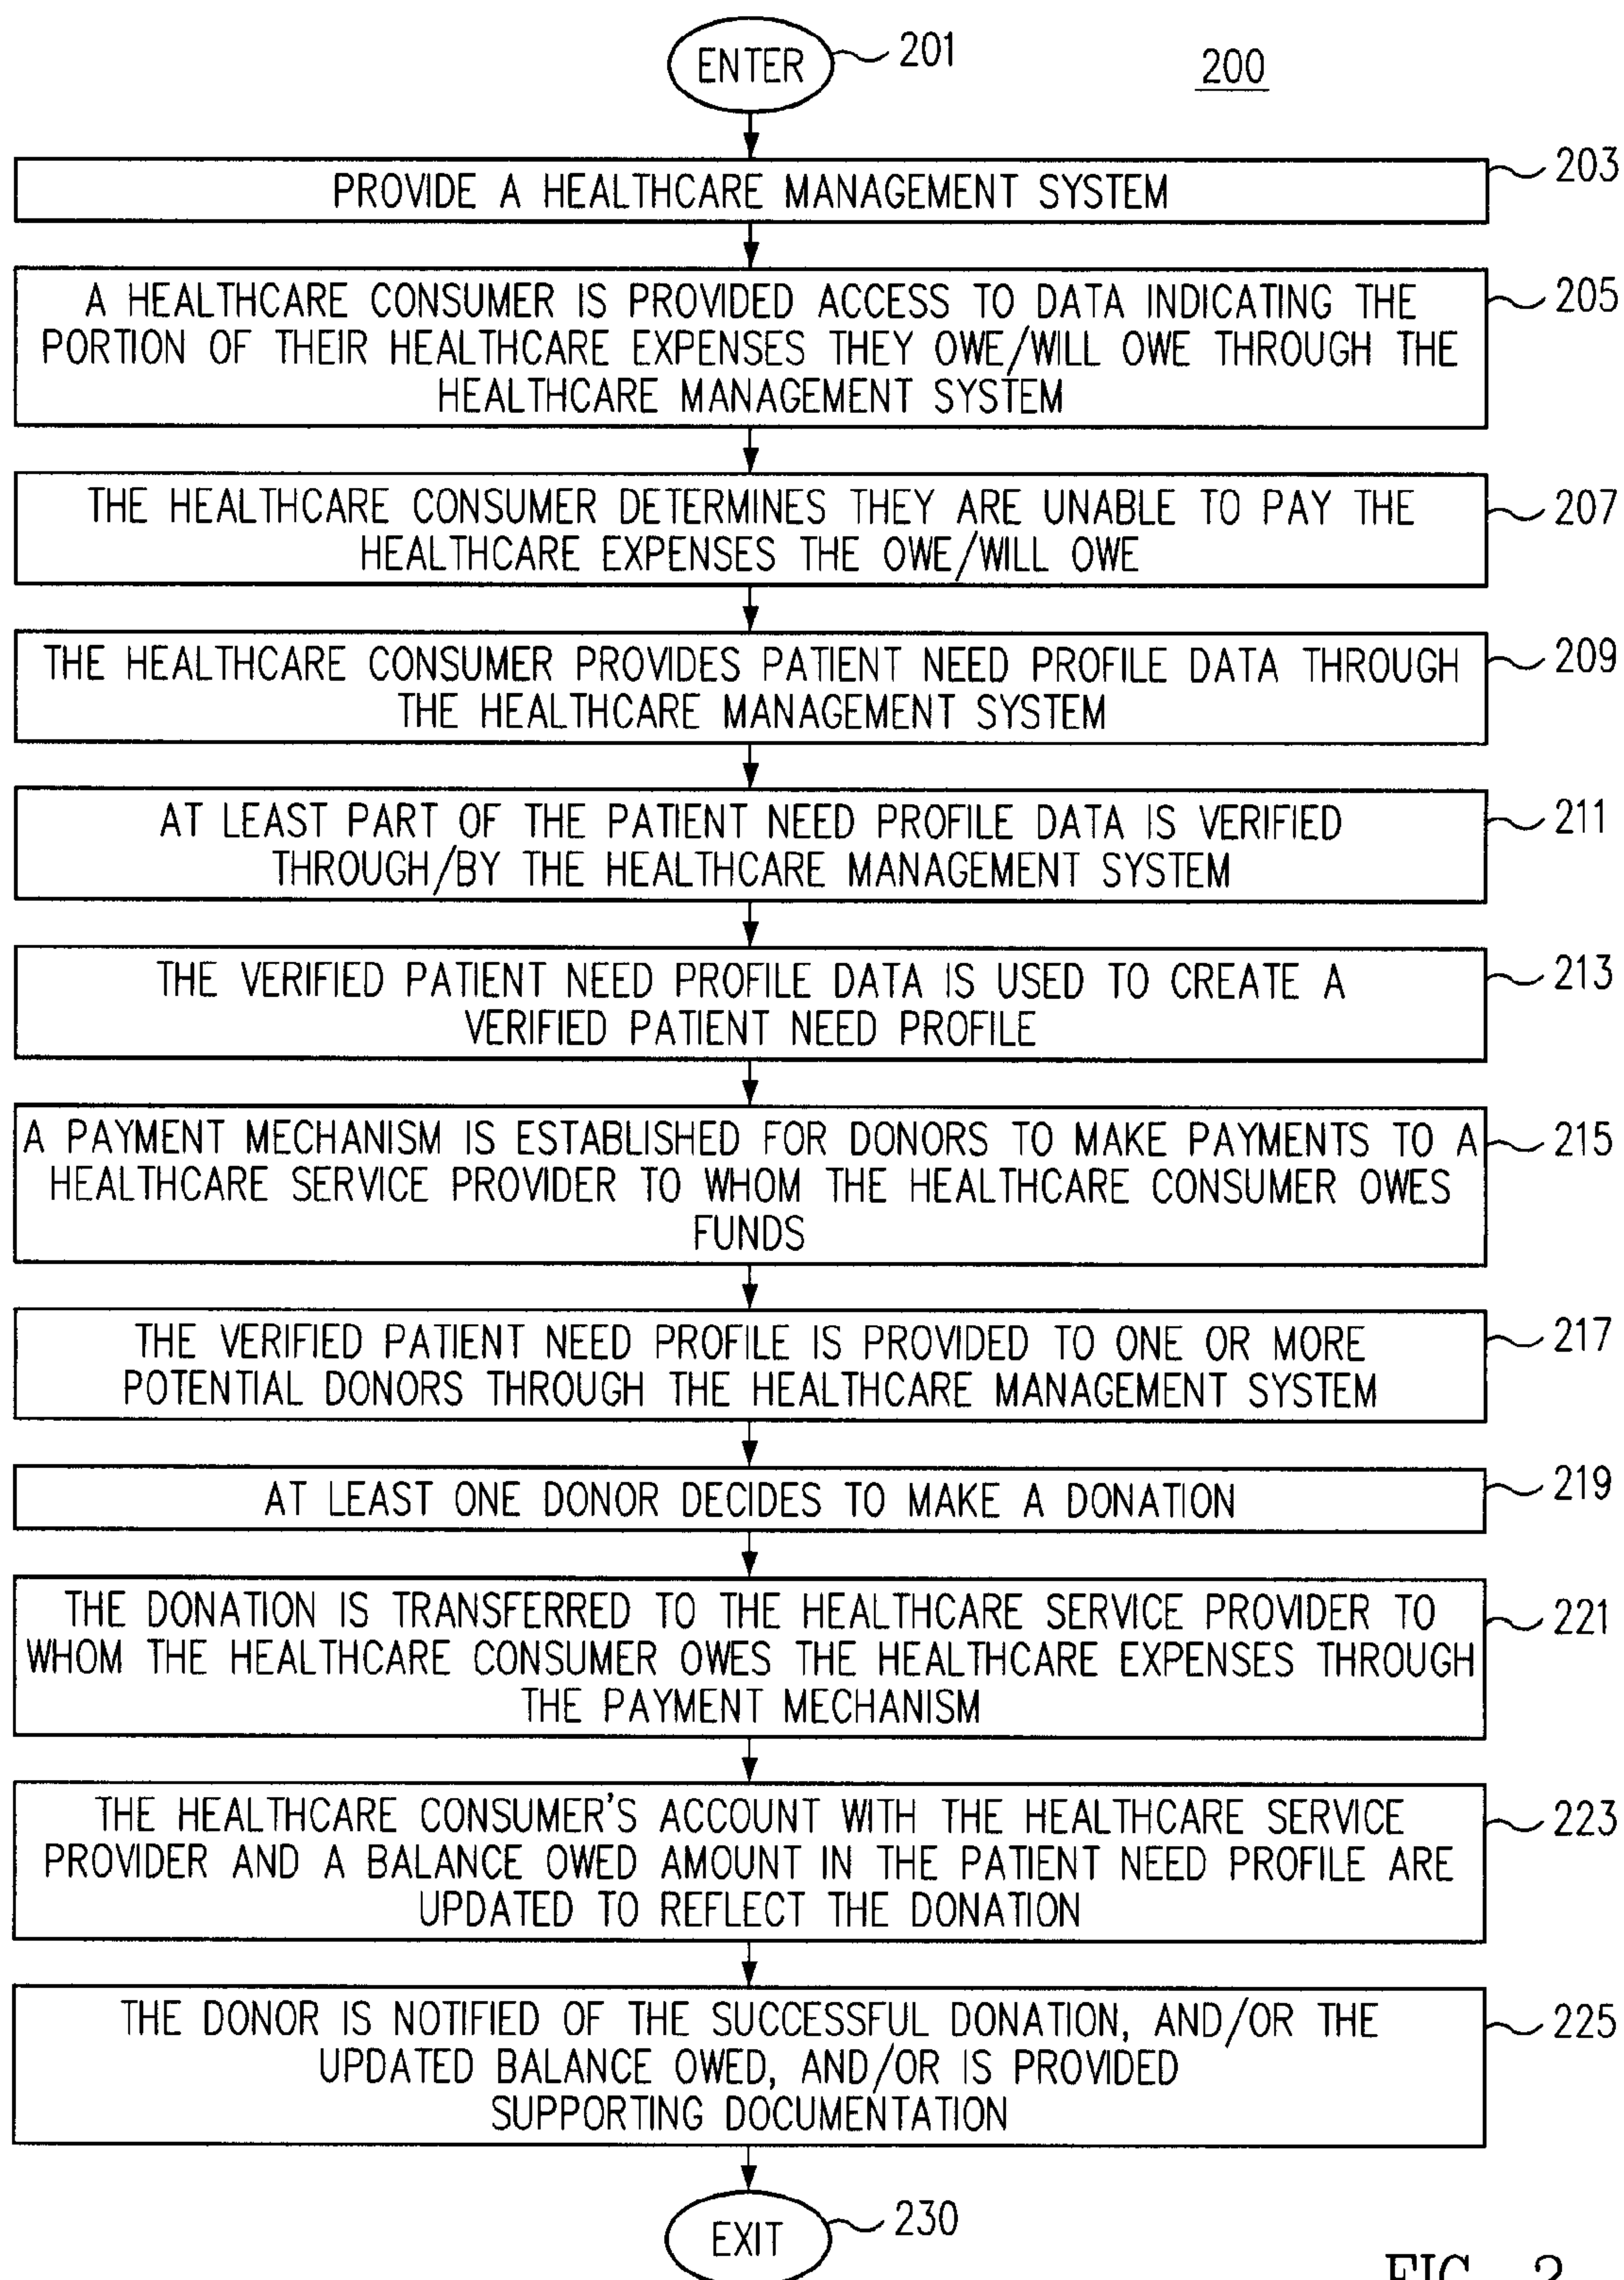 ENTER 201
200
PROVIDE A HEALTHCARE MANAGEMENT SYSTEM 203
A HEALTHCARE CONSUMER IS PROVIDED ACCESS TO DATA INDICATING THE 205
PORTION OF THEIR HEALTHCARE EXPENSES THEY OWE/WILL OWE THROUGH THE
HEALTHCARE MANAGEMENT SYSTEM
THE HEALTHCARE CONSUMER DETERMINES THEY ARE UNABLE TO PAY THE 207
HEALTHCARE EXPENSES THE OWE/WILL OWE
THE HEALTHCARE CONSUMER PROVIDES PATIENT NEED PROFILE DATA THROUGH 209
THE HEALTHCARE MANAGEMENT SYSTEM
AT LEAST PART OF THE PATIENT NEED PROFILE DATA IS VERIFIED 211
THROUGH/BY THE HEALTHCARE MANAGEMENT SYSTEM
THE VERIFIED PATIENT NEED PROFILE DATA IS USED TO CREATE A 213
VERIFIED PATIENT NEED PROFILE
A PAYMENT MECHANISM IS ESTABLISHED FOR DONORS TO MAKE PAYMENTS TO A 215
HEALTHCARE SERVICE PROVIDER TO WHOM THE HEALTHCARE CONSUMER OWES
FUNDS
THE VERIFIED PATIENT NEED PROFILE IS PROVIDED TO ONE OR MORE 217
POTENTIAL DONORS THROUGH THE HEALTHCARE MANAGEMENT SYSTEM
AT LEAST ONE DONOR DECIDES TO MAKE A DONATION 219
THE DONATION IS TRANSFERRED TO THE HEALTHCARE SERVICE PROVIDER TO 221
WHOM THE HEALTHCARE CONSUMER OWES THE HEALTHCARE EXPENSES THROUGH
THE PAYMENT MECHANISM
THE HEALTHCARE CONSUMER'S ACCOUNT WITH THE HEALTHCARE SERVICE 223
PROVIDER AND A BALANCE OWED AMOUNT IN THE PATIENT NEED PROFILE ARE
UPDATED TO REFLECT THE DONATION
THE DONOR IS NOTIFIED OF THE SUCCESSFUL DONATION, AND/OR THE 225
UPDATED BALANCE OWED, AND/OR IS PROVIDED
SUPPORTING DOCUMENTATION
EXIT 230
FIG. 2